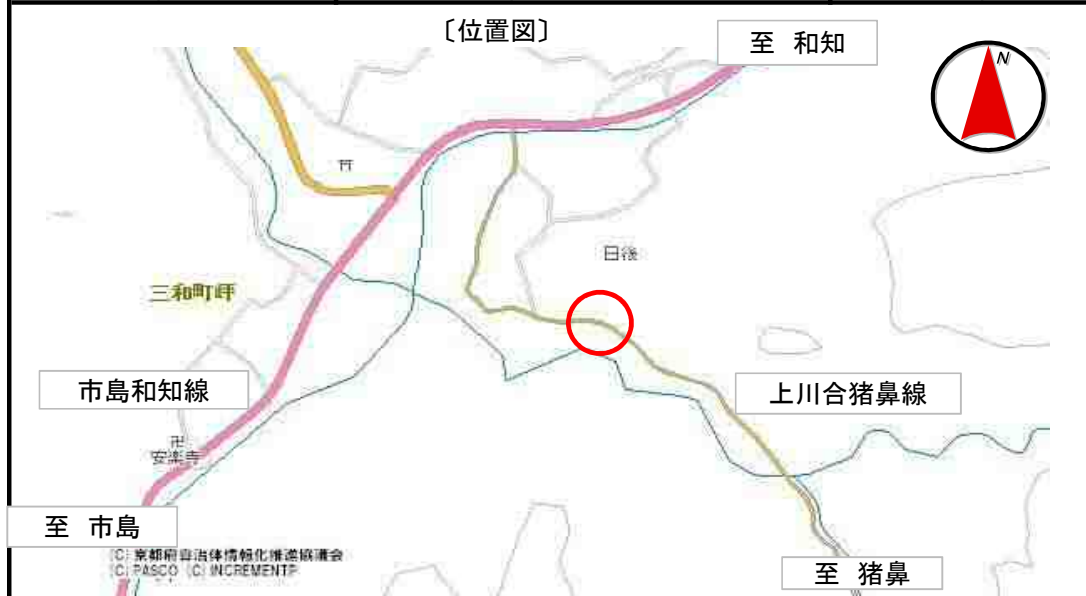 〔位置図〕
至 和知
N
日後
三和町岼
市島和知線
上川合猪鼻線
卍
安楽寺
至 市島
(C) 京都府自治体情報化推進協議会
(C) PASCO (C) INCREMENTP
至 猪鼻